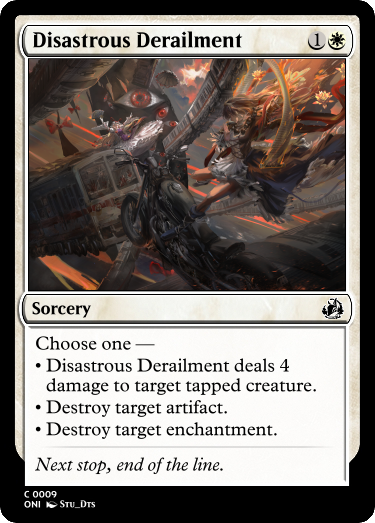 Disastrous Derailment 1
Sorcery
Choose one —
• Disastrous Derailment deals 4
damage to target tapped creature.
• Destroy target artifact.
• Destroy target enchantment.
Next stop, end of the line.
C 0009
ONI Stu_Dts